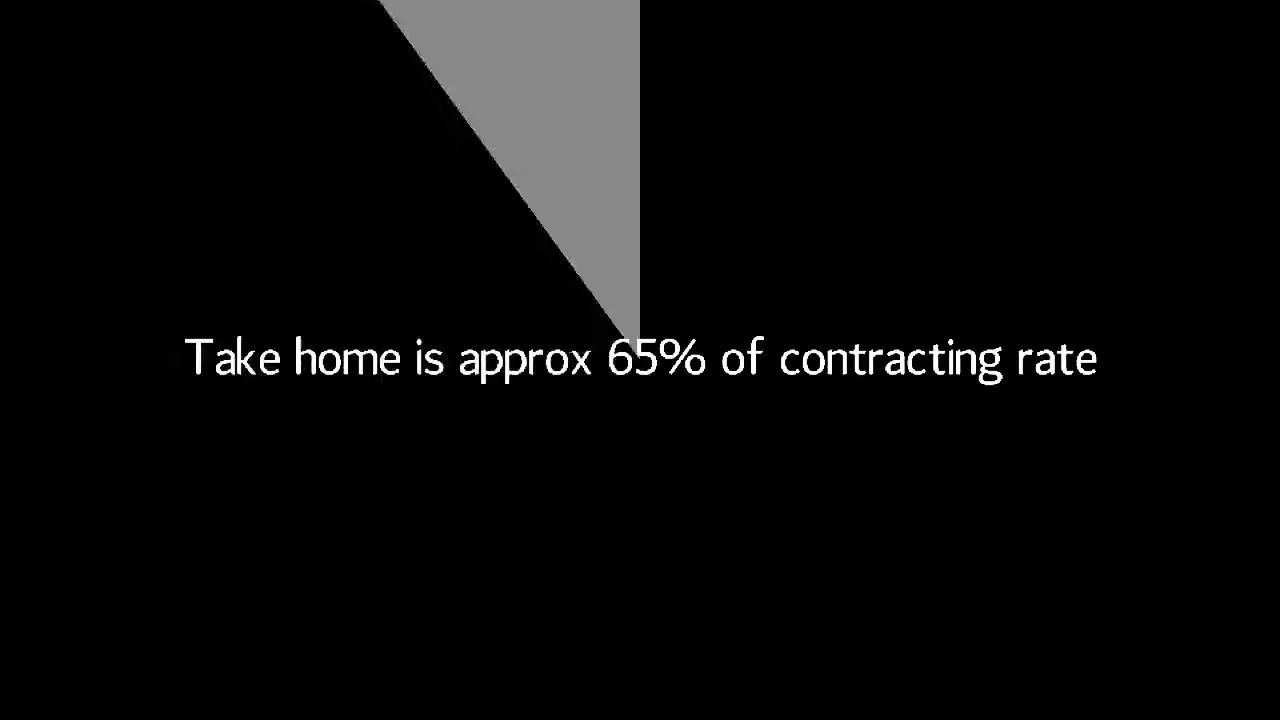 Take home is approx 65% of contracting rate